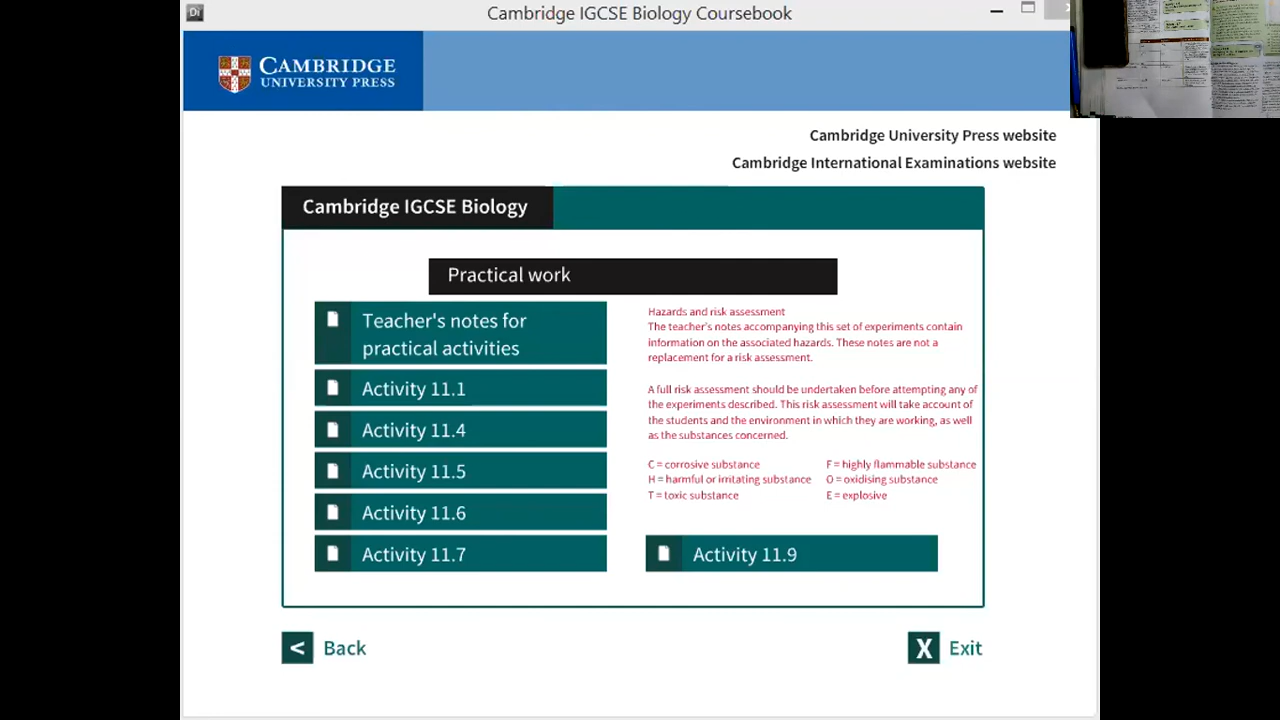 Di
Cambridge IGCSE Biology Coursebook
CAMBRIDGE
UNIVERSITY PRESS
Cambridge University Press website
Cambridge International Examinations website
Cambridge IGCSE Biology
Practical work
Teacher's notes for
practical activities
Activity 11.1
Activity 11.4
Activity 11.5
Activity 11.6
Activity 11.7
Hazards and risk assessment
The teacher's notes accompanying this set of experiments contain
information on the associated hazards. These notes are not a
replacement for a risk assessment.
A full risk assessment should be undertaken before attempting any of
the experiments described. This risk assessment will take account of
the students and the environment in which they are working, as well
as the substances concerned.
C = corrosive substance
H = harmful or irritating substance
T = toxic substance
F = highly flammable substance
O = oxidising substance
E = explosive
Activity 11.9
< Back
X Exit